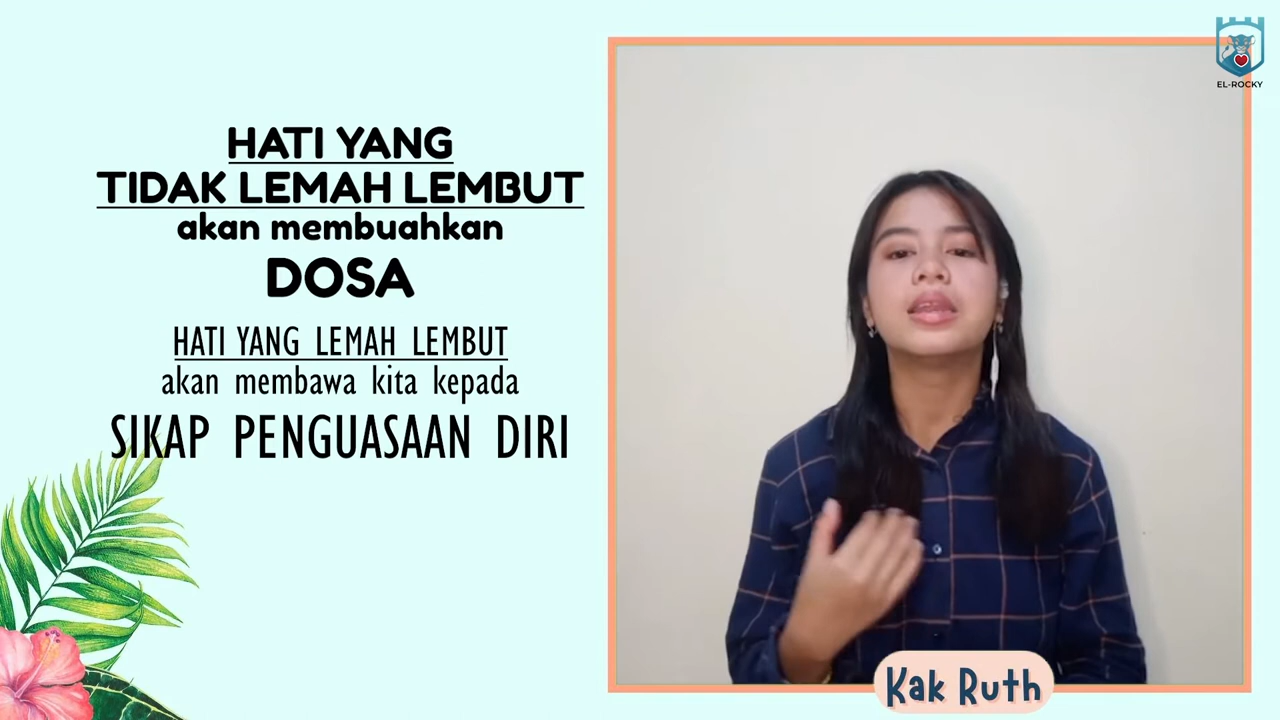 HATI YANG
TIDAK LEMAH LEMBUT
akan membuahkan
DOSA
HATI YANG LEMAH LEMBUT
akan membawa kita kepada
SIKAP PENGUASAAN DIRI
EL-ROCKY
Kak Ruth